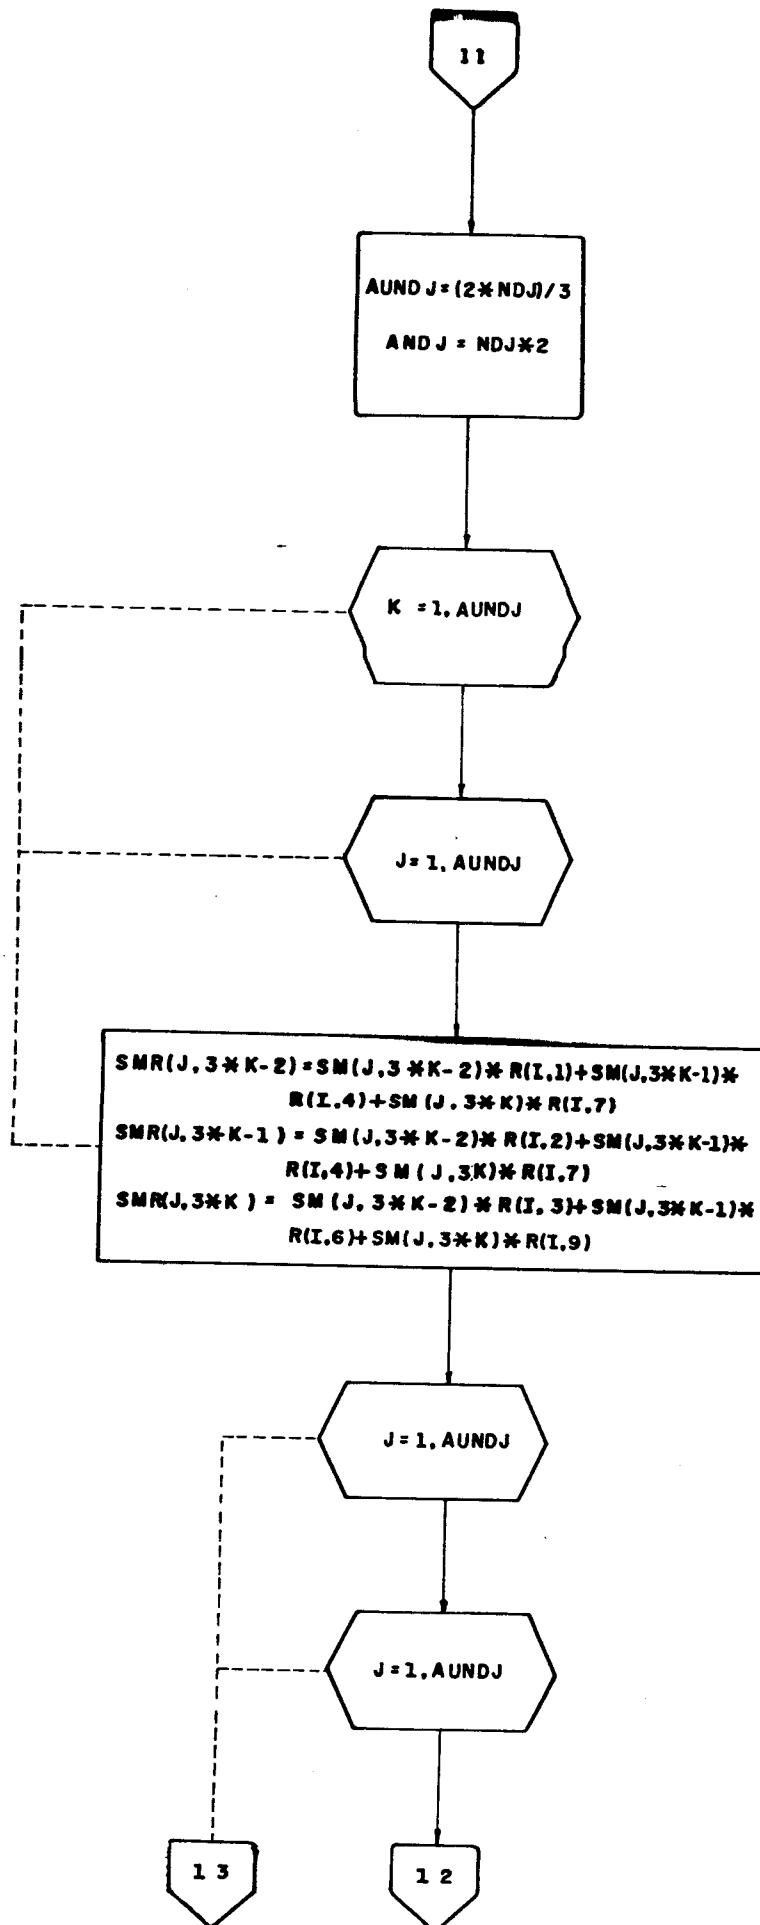 11
AUNDJ=(2*NDJ)/3
ANDJ = NDJ*2
K =1,AUNDJ
J=1,AUNDJ
SMR(J,3*K-2)=SM(J,3*K-2)*R(I,1)+SM(J,3*K-1)*
R(I,4)+SM(J,3*K)*R(I,7)
SMR(J,3*K-1)=SM(J,3*K-2)*R(I,2)+SM(J,3*K-1)*
R(I,4)+SM(J,3K)*R(I,7)
SMR(J,3*K)= SM(J,3*K-2)*R(I,3)+SM(J,3*K-1)*
R(I,6)+SM(J,3*K)*R(I,9)
J=1,AUNDJ
J=1,AUNDJ
13
12